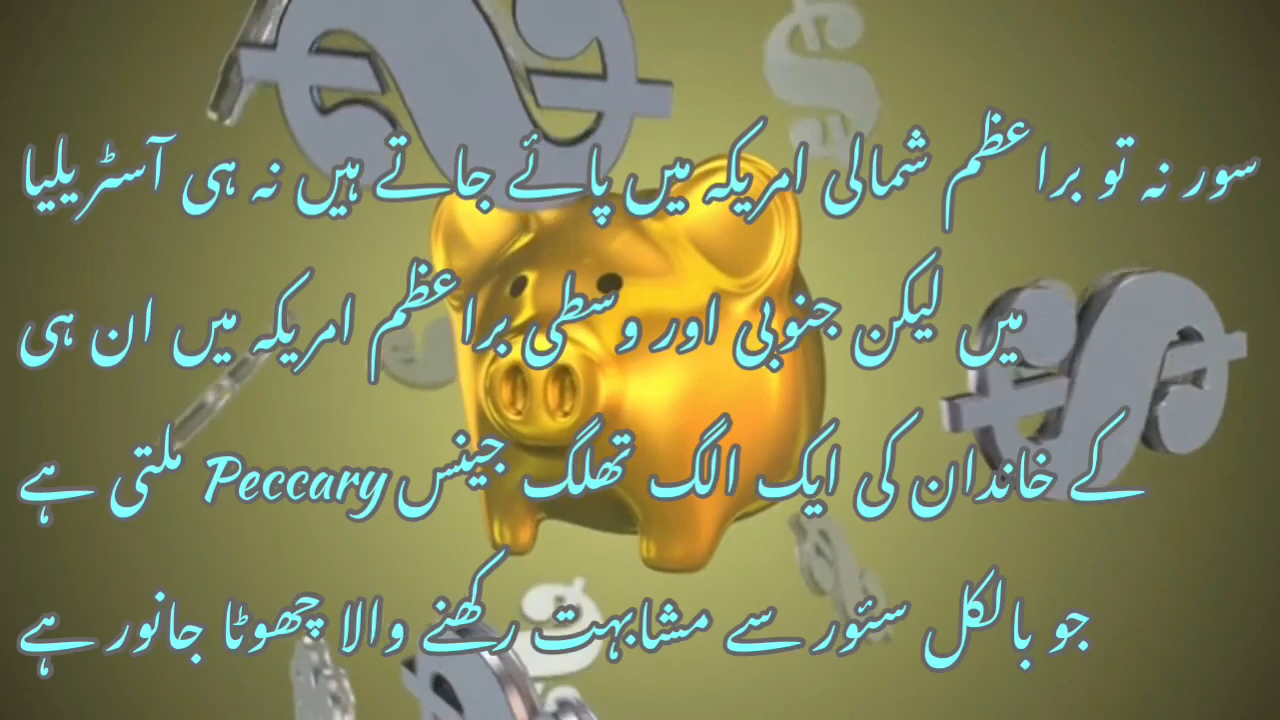 سور نہ تو براعظم شمالی امریکہ میں پائے جاتے ہیں نہ ہی آسٹریلیا
میں لیکن جنوبی اور وسطی براعظم امریکہ میں ان ہی
کے خاندان کی ایک الگ تھلگ جینس Peccary ملتی ہے
جو بالکل سئور سے مشابہت رکھنے والا چھوٹا جانور ہے